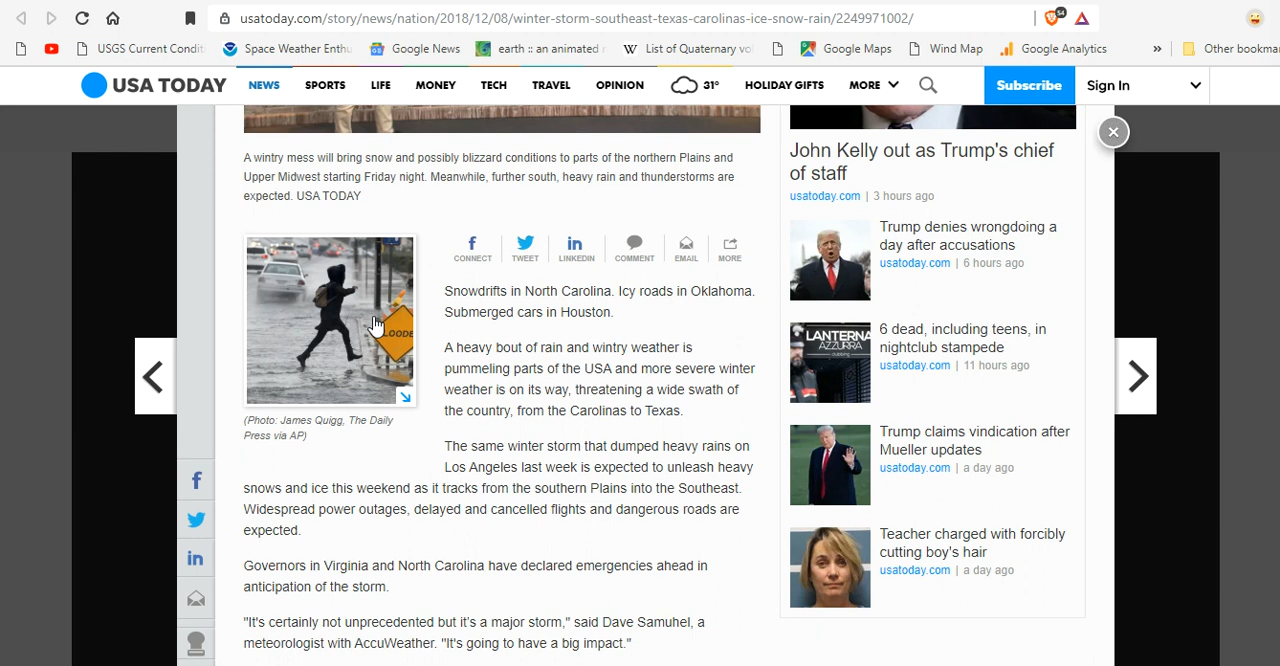 usatoday.com/story/news/nation/2018/12/08/winter-storm-southeast-texas-carolinas-ice-snow-rain/2249971002/
54
USGS Current Condit
Space Weather Enthu
Google News
earth :: an animated
List of Quaternary vo
Google Maps
Wind Map
Google Analytics
»
Other bookma
USA TODAY
NEWS
SPORTS
LIFE
MONEY
TECH
TRAVEL
OPINION
31°
HOLIDAY GIFTS
MORE
Subscribe
Sign In
A wintry mess will bring snow and possibly blizzard conditions to parts of the northern Plains and
Upper Midwest starting Friday night. Meanwhile, further south, heavy rain and thunderstorms are
expected. USA TODAY
LOODE
(Photo: James Quigg, The Daily
Press via AP)
CONNECT
TWEET
LINKEDIN
COMMENT
EMAIL
MORE
Snowdrifts in North Carolina. Icy roads in Oklahoma.
Submerged cars in Houston.
A heavy bout of rain and wintry weather is
pummeling parts of the USA and more severe winter
weather is on its way, threatening a wide swath of
the country, from the Carolinas to Texas.
The same winter storm that dumped heavy rains on
Los Angeles last week is expected to unleash heavy
snows and ice this weekend as it tracks from the southern Plains into the Southeast.
Widespread power outages, delayed and cancelled flights and dangerous roads are
expected.
Governors in Virginia and North Carolina have declared emergencies ahead in
anticipation of the storm.
"It's certainly not unprecedented but it's a major storm," said Dave Samuhel, a
meteorologist with AccuWeather. "It's going to have a big impact."
John Kelly out as Trump's chief
of staff
usatoday.com | 3 hours ago
Trump denies wrongdoing a
day after accusations
usatoday.com | 6 hours ago
LANTERNA
AZZURRA
6 dead, including teens, in
nightclub stampede
usatoday.com | 11 hours ago
Trump claims vindication after
Mueller updates
usatoday.com | a day ago
Teacher charged with forcibly
cutting boy's hair
usatoday.com | a day ago